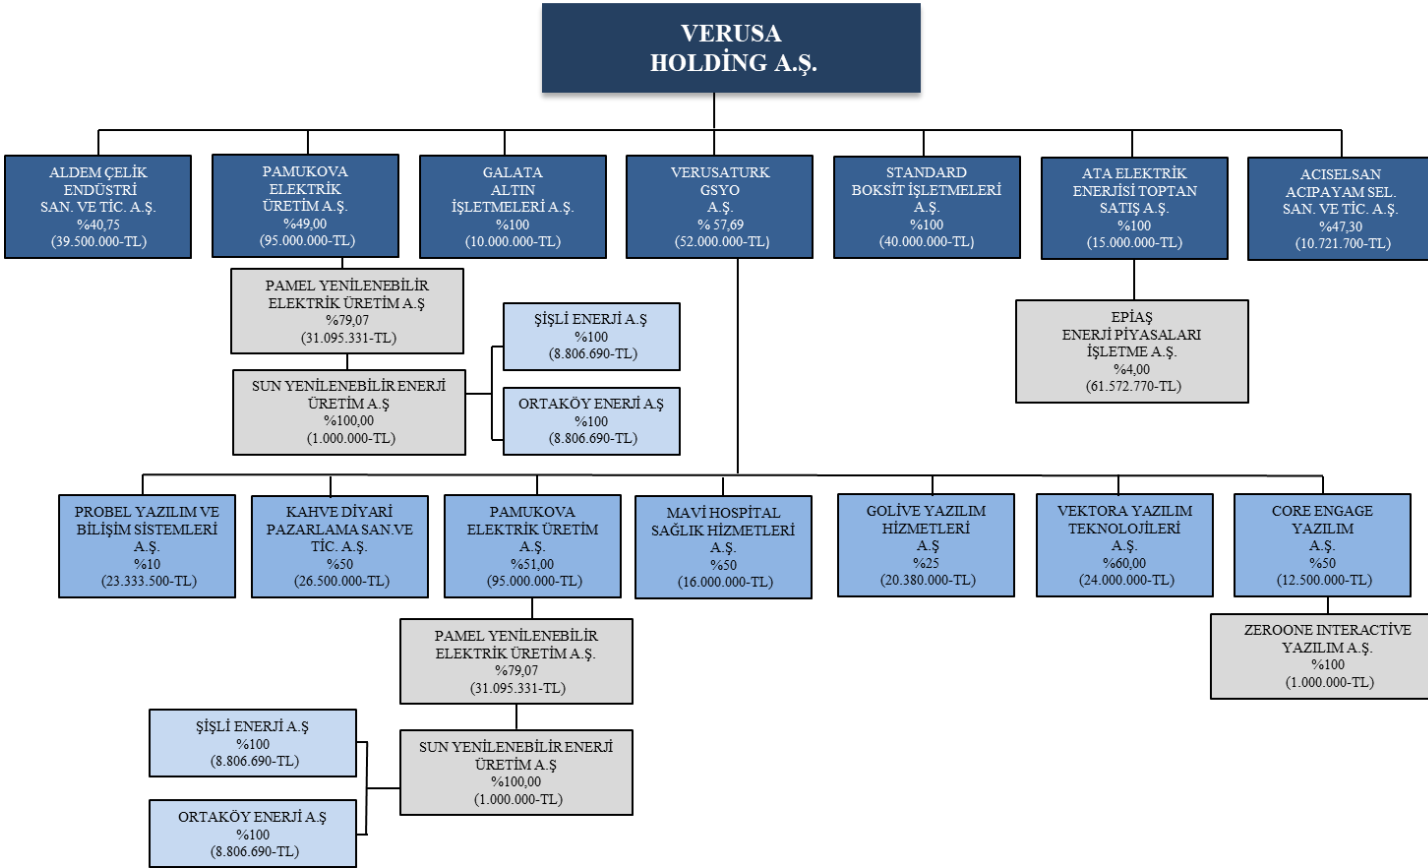 VERUSA
HOLDİNG A.Ş.
ALDEM ÇELİK
ENDÜSTRİ
SAN. VE TİC. A.Ş.
%40,75
(39.500.000-TL)
PAMUKOVA
ELEKTRİK
ÜRETİM A.Ş.
%49,00
(95.000.000-TL)
GALATA
ALTIN
İŞLETMELERİ A.Ş.
%100
(10.000.000-TL)
VERUSATURK
GSYO
A.Ş.
% 57,69
(52.000.000-TL)
STANDARD
BOKSİT İŞLETMELERİ
A.Ş.
%100
(40.000.000-TL)
ATA ELEKTRİK
ENERJİSİ TOPTAN
SATIŞ A.Ş.
%100
(15.000.000-TL)
ACISELSAN
ACIPAYAM SEL.
SAN. VE TİC. A.Ş.
%47,30
(10.721.700-TL)
PAMEL YENİLENEBİLİR
ELEKTRİK ÜRETİM A.Ş
%79,07
(31.095.331-TL)
SUN YENİLENEBİLİR ENERJİ
ÜRETİM A.Ş
%100,00
(1.000.000-TL)
ŞİŞLİ ENERJİ A.Ş
%100
(8.806.690-TL)
ORTAKÖY ENERJİ A.Ş
%100
(8.806.690-TL)
EPİAŞ
ENERJİ PİYASALARI
İŞLETME A.Ş.
%4,00
(61.572.770-TL)
PROBEL YAZILIM VE
BİLİŞİM SİSTEMLERİ
A.Ş.
%10
(23.333.500-TL)
KAHVE DİYARI
PAZARLAMA SAN.VE
TİC. A.Ş.
%50
(26.500.000-TL)
PAMUKOVA
ELEKTRİK ÜRETİM
A.Ş.
%51,00
(95.000.000-TL)
MAVİ HOSPİTAL
SAĞLIK HİZMETLERİ
A.Ş.
%50
(16.000.000-TL)
GOLİVE YAZILIM
HİZMETLERİ
A.Ş
%25
(20.380.000-TL)
VEKTORA YAZILIM
TEKNOLOJİLERİ
A.Ş.
%60,00
(24.000.000-TL)
CORE ENGAGE
YAZILIM
A.Ş.
%50
(12.500.000-TL)
PAMEL YENİLENEBİLİR
ELEKTRİK ÜRETİM A.Ş.
%79,07
(31.095.331-TL)
ZEROONE INTERACTİVE
YAZILIM A.Ş.
%100
(1.000.000-TL)
ŞİŞLİ ENERJİ A.Ş
%100
(8.806.690-TL)
SUN YENİLENEBİLİR ENERJİ
ÜRETİM A.Ş
%100,00
(1.000.000-TL)
ORTAKÖY ENERJİ A.Ş
%100
(8.806.690-TL)